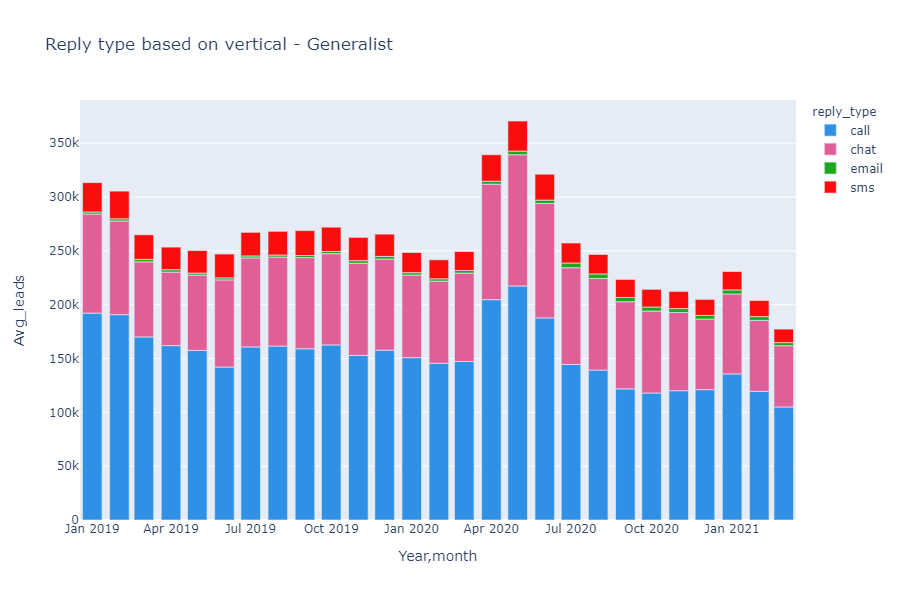 Reply type based on vertical - Generalist
reply_type
call
chat
email
sms
350k
300k
250k
200k
150k
100k
50k
0
Avg_leads
Jan 2019 Apr 2019 Jul 2019 Oct 2019 Jan 2020 Apr 2020 Jul 2020 Oct 2020 Jan 2021
Year,month